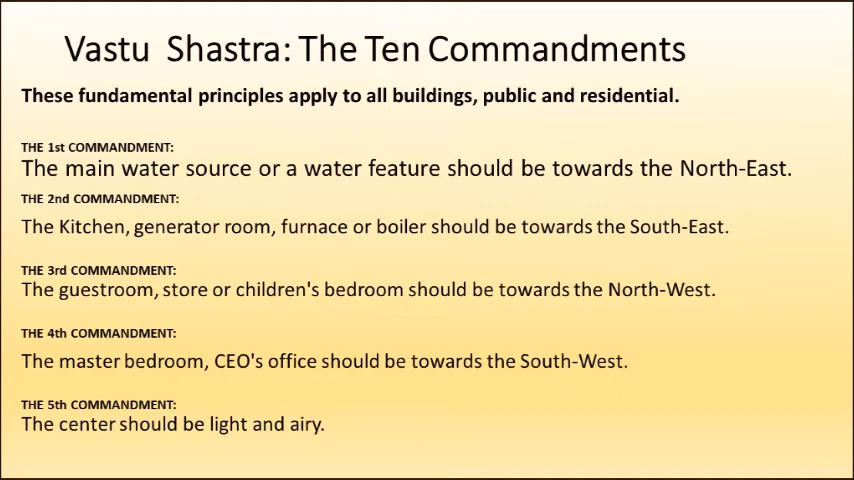 Vastu Shastra: The Ten Commandments
These fundamental principles apply to all buildings, public and residential.
THE 1st COMMANDMENT:
The main water source or a water feature should be towards the North-East.
THE 2nd COMMANDMENT:
The Kitchen, generator room, furnace or boiler should be towards the South-East.
THE 3rd COMMANDMENT:
The guestroom, store or children's bedroom should be towards the North-West.
THE 4th COMMANDMENT:
The master bedroom, CEO's office should be towards the South-West.
THE 5th COMMANDMENT:
The center should be light and airy.